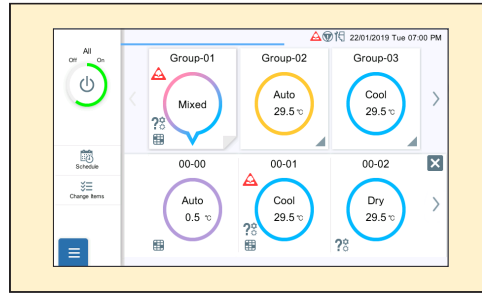 22/01/2019 Tue 07:00 PM
All
Off On
Group-01
Mixed
Group-02
Auto
29.5 ℃
Group-03
Cool
29.5 ℃
Schedule
Change Items
00-00
Auto
0.5 ℃
00-01
Cool
29.5 ℃
00-02
Dry
29.5 ℃